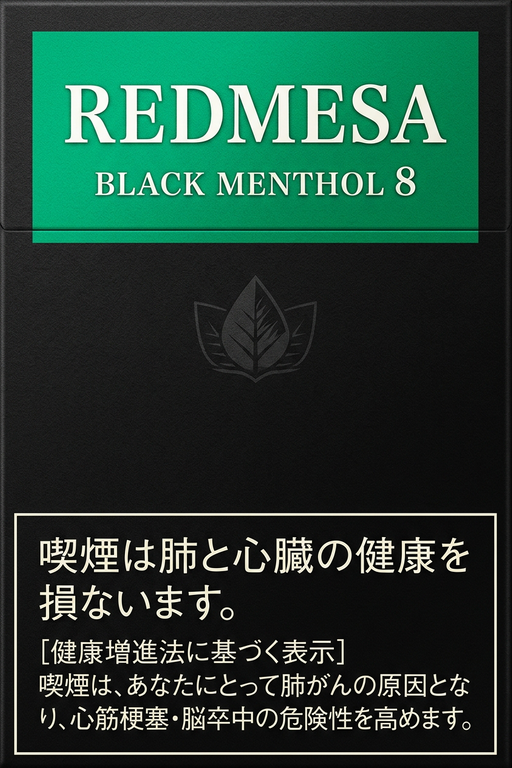 REDMESA
BLACK MENTHOL 8
喫煙は肺と心臓の健康を
損ないます。
［健康増進法に基づく表示］
喫煙は、あなたにとって肺がんの原因とな
り、心筋梗塞・脳卒中の危険性を高めます。